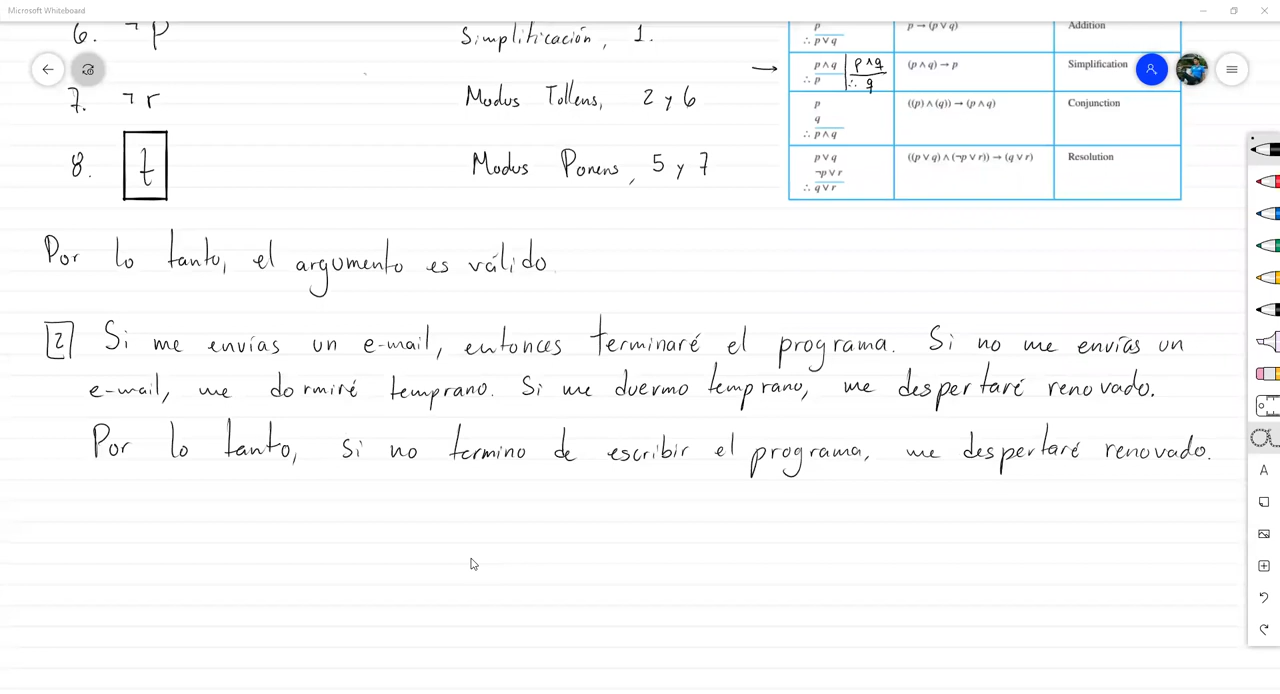 Microsoft Whiteboard
6. ¬p Simplificación, 1.
7. ¬r Modus Tollens, 2 y 6
8. t Modus Ponens, 5 y 7
p p → (p ∨ q) Addition
∴ p ∨ q
→ p ∧ q p ∧ q (p ∧ q) → p Simplification
∴ p ∴ q
p ((p) ∧ (q)) → (p ∧ q) Conjunction
q
∴ p ∧ q
p ∨ q ((p ∨ q) ∧ (¬p ∨ r)) → (q ∨ r) Resolution
¬p ∨ r
∴ q ∨ r
Por lo tanto, el argumento es válido.
2 Si me envías un e-mail, entonces terminaré el programa. Si no me envías un
e-mail, me dormiré temprano. Si me duermo temprano, me despertaré renovado.
Por lo tanto, si no termino de escribir el programa, me despertaré renovado.
A